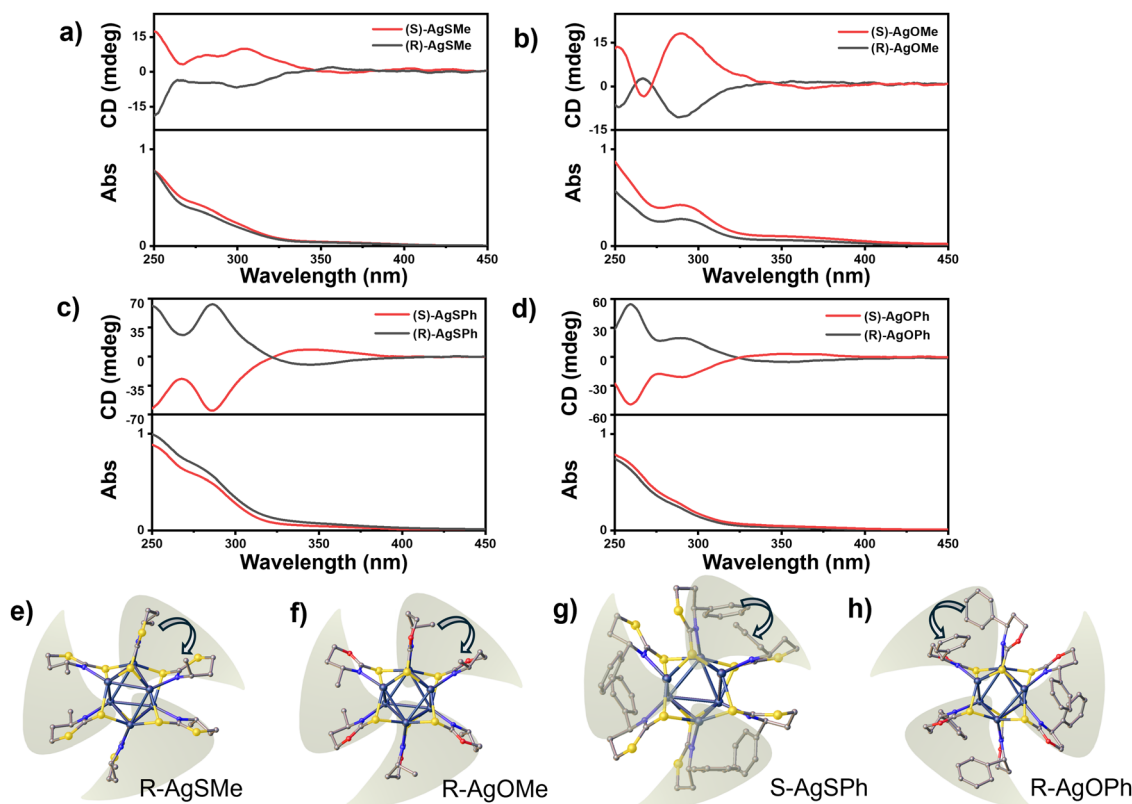 a)
CD (mdeg)
15
0
-15
(S)-AgSMe
(R)-AgSMe
Abs
1
0
250 300 350 400 450
Wavelength (nm)
b)
CD (mdeg)
15
0
-15
(S)-AgOMe
(R)-AgOMe
Abs
1
0
250 300 350 400 450
Wavelength (nm)
c)
CD (mdeg)
70
35
0
-35
-70
(S)-AgSPh
(R)-AgSPh
Abs
1
0
250 300 350 400 450
Wavelength (nm)
d)
CD (mdeg)
60
30
0
-30
-60
(S)-AgOPh
(R)-AgOPh
Abs
1
0
250 300 350 400 450
Wavelength (nm)
e)
R-AgSMe
f)
R-AgOMe
g)
S-AgSPh
h)
R-AgOPh